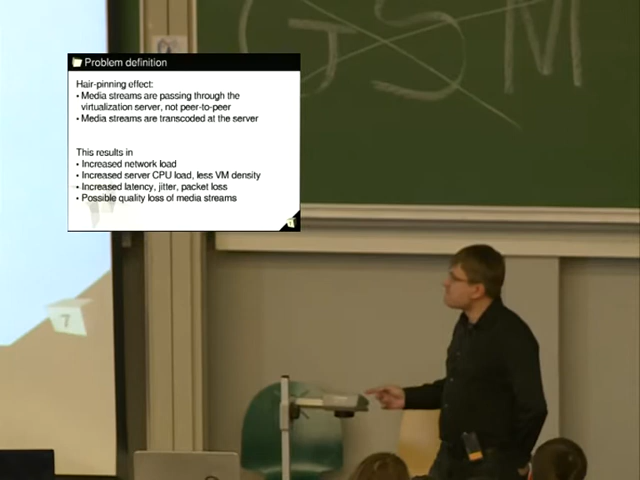 GSM
Problem definition
Hair-pinning effect:
• Media streams are passing through the
virtualization server, not peer-to-peer
• Media streams are transcoded at the server
This results in
• Increased network load
• Increased server CPU load, less VM density
• Increased latency, jitter, packet loss
• Possible quality loss of media streams
7